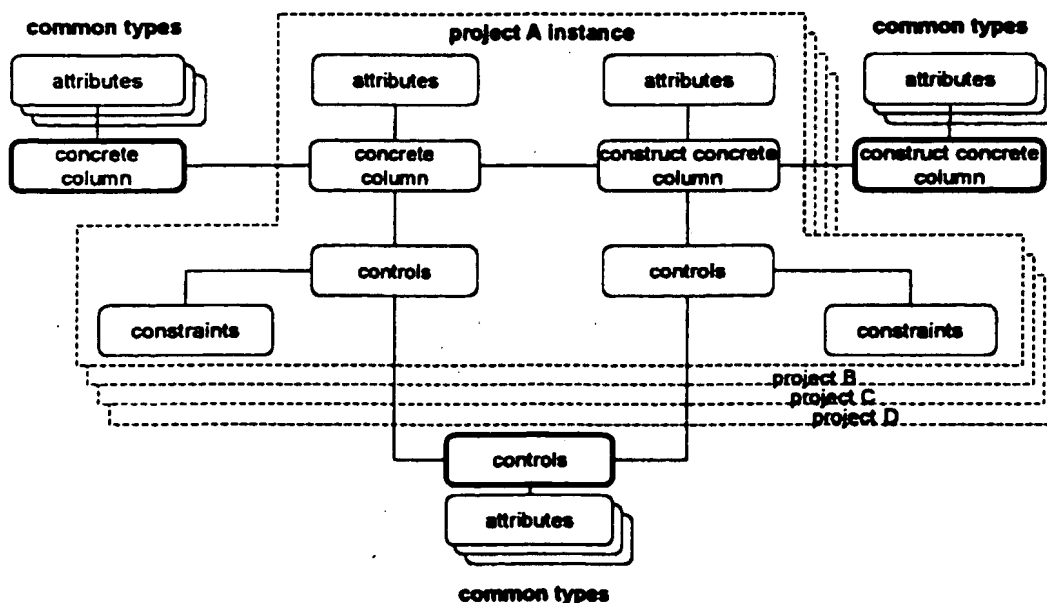 common types
project A instance
common types
attributes
attributes
attributes
attributes
concrete
column
concrete
column
construct concrete
column
construct concrete
column
controls
controls
constraints
constraints
project B
project C
project D
controls
attributes
common types